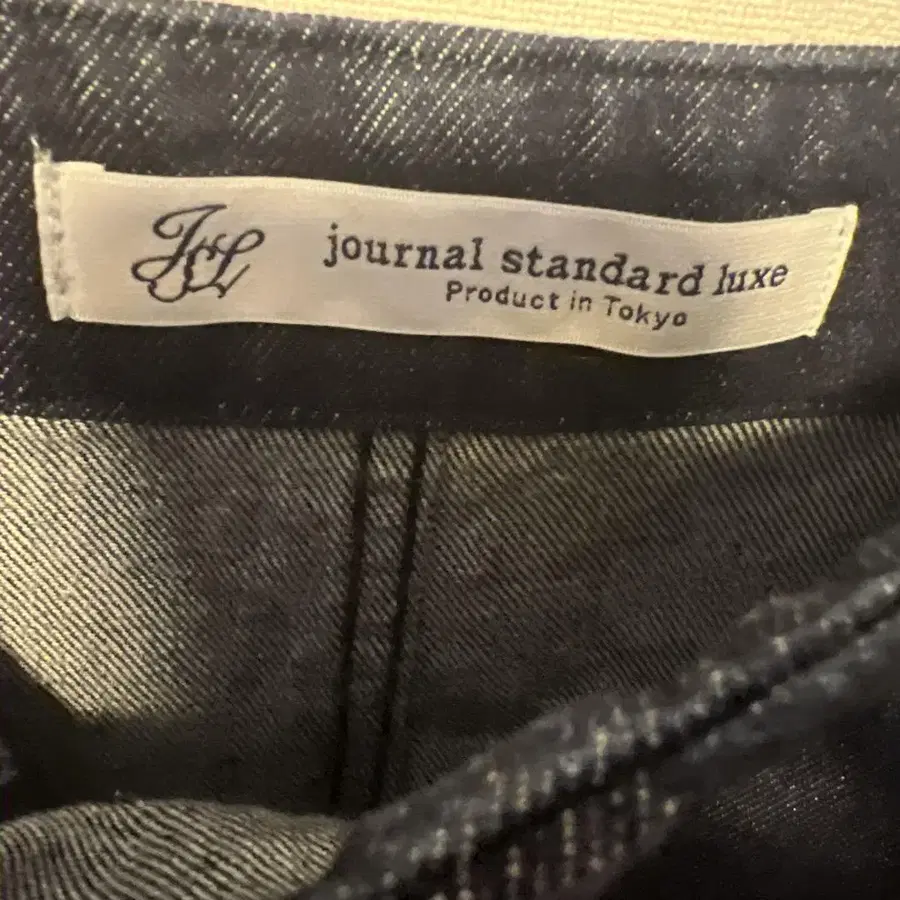 JSL
journal standard luxe
Product in Tokyo